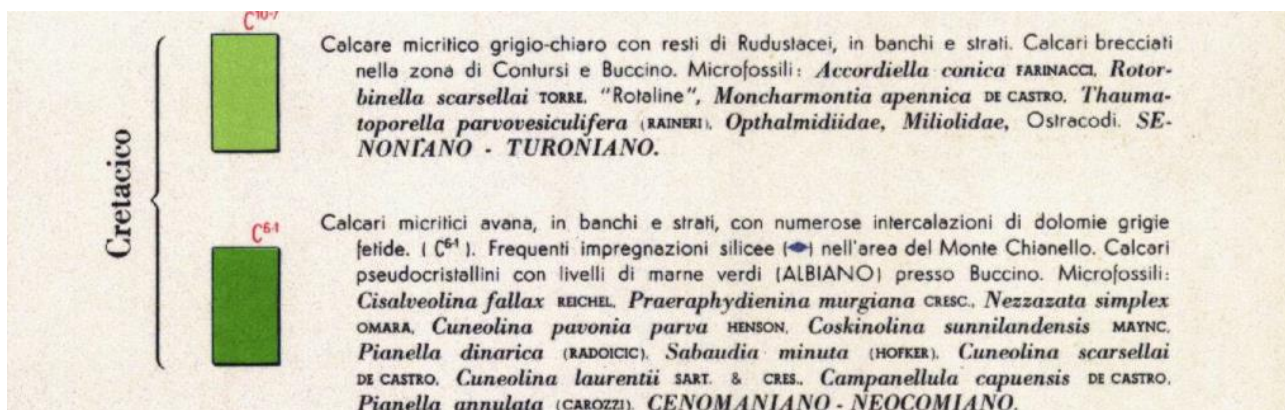 C10-7
Calcare micritico grigio-chiaro con resti di Rudustacei, in banchi e strati. Calcari brecciati
nella zona di Contursi e Buccino. Microfossili: Accordiella conica FARINACCI, Rotor-
binella scarsellai TORRE, "Rotaline", Moncharmontia apennica DE CASTRO, Thauma-
toporella parvovesiculifera (RAINERI), Opthalmidiidae, Miliolidae, Ostracodi. SE-
NONIANO - TURONIANO.
Cretacico
C6-1
Calcari micritici avana, in banchi e strati, con numerose intercalazioni di dolomie grigie
fetide. ( C6-1 ). Frequenti impregnazioni silicee ( ) nell'area del Monte Chianello. Calcari
pseudocristallini con livelli di marne verdi (ALBIANO) presso Buccino. Microfossili:
Cisalveolina fallax REICHEL, Praeraphydienina murgiana CRESC., Nezzazata simplex
OMARA, Cuneolina pavonia parva HENSON, Coskinolina sunnilandensis MAYNC,
Pianella dinarica (RADOICIC), Sabaudia minuta (HOFKER), Cuneolina scarsellai
DE CASTRO, Cuneolina laurentii SART. & CRES., Campanellula capuensis DE CASTRO,
Pianella annulata (CAROZZI). CENOMANIANO - NEOCOMIANO.